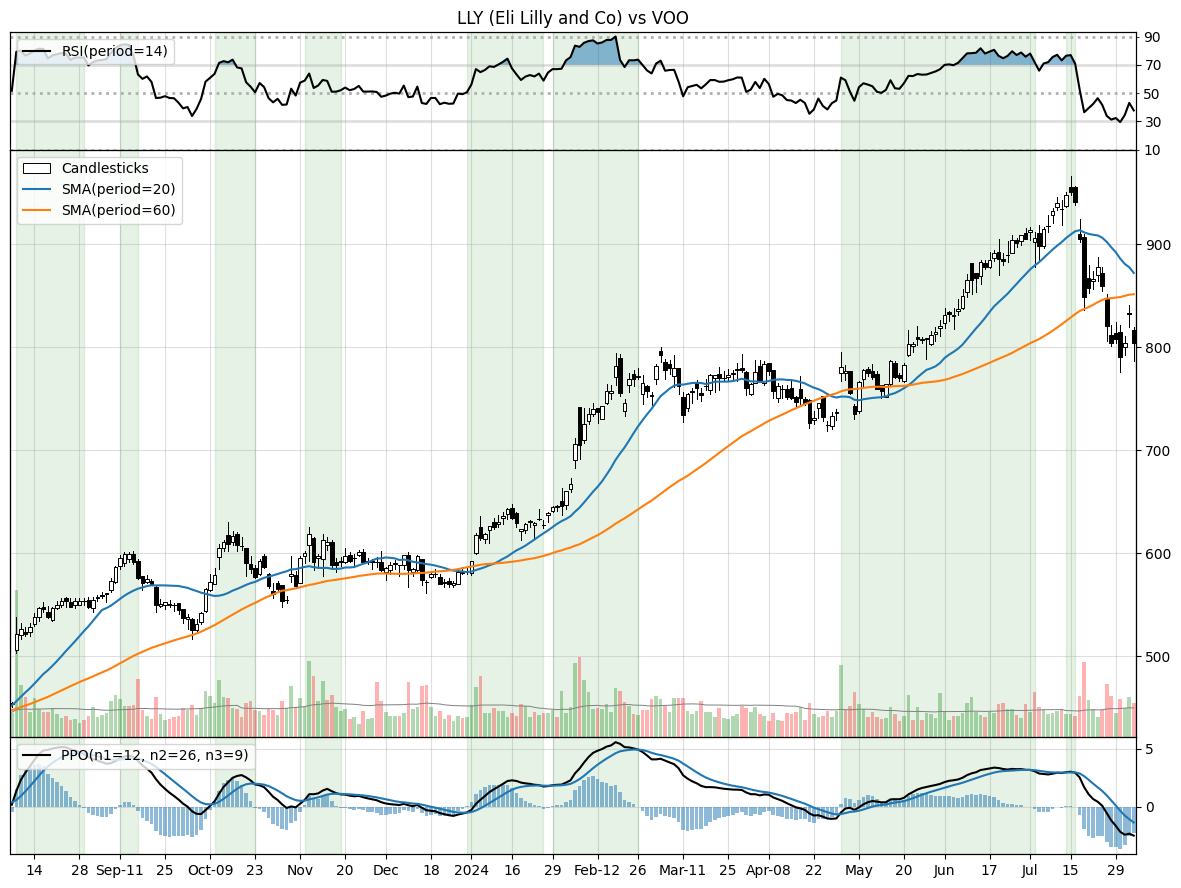 LLY (Eli Lilly and Co) vs VOO
RSI(period=14)
90
70
50
30
10
Candlesticks
SMA(period=20)
SMA(period=60)
900
800
700
600
500
PPO(n1=12, n2=26, n3=9)
5
0
14 28 Sep-11 25 Oct-09 23 Nov 20 Dec 18 2024 16 29 Feb-12 26 Mar-11 25 Apr-08 22 May 20 Jun 17 Jul 15 29